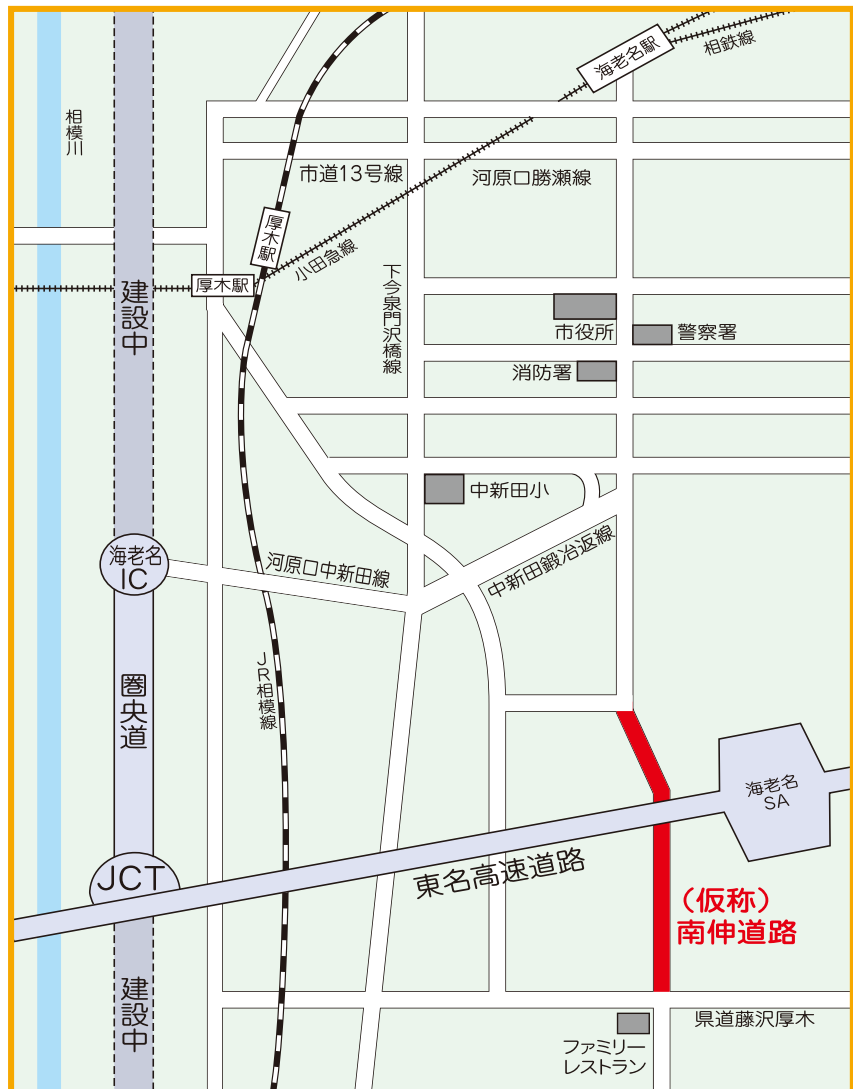 海老名駅
相鉄線
相模川
市道13号線
河原口勝瀬線
厚木駅
小田急線
厚木駅
下今泉門沢橋線
建設中
市役所
警察署
消防署
中新田小
海老名
IC
河原口中新田線
中新田鍛冶返線
JR相模線
圏央道
海老名
SA
JCT
東名高速道路
（仮称）
南伸道路
建設中
県道藤沢厚木
ファミリー
レストラン